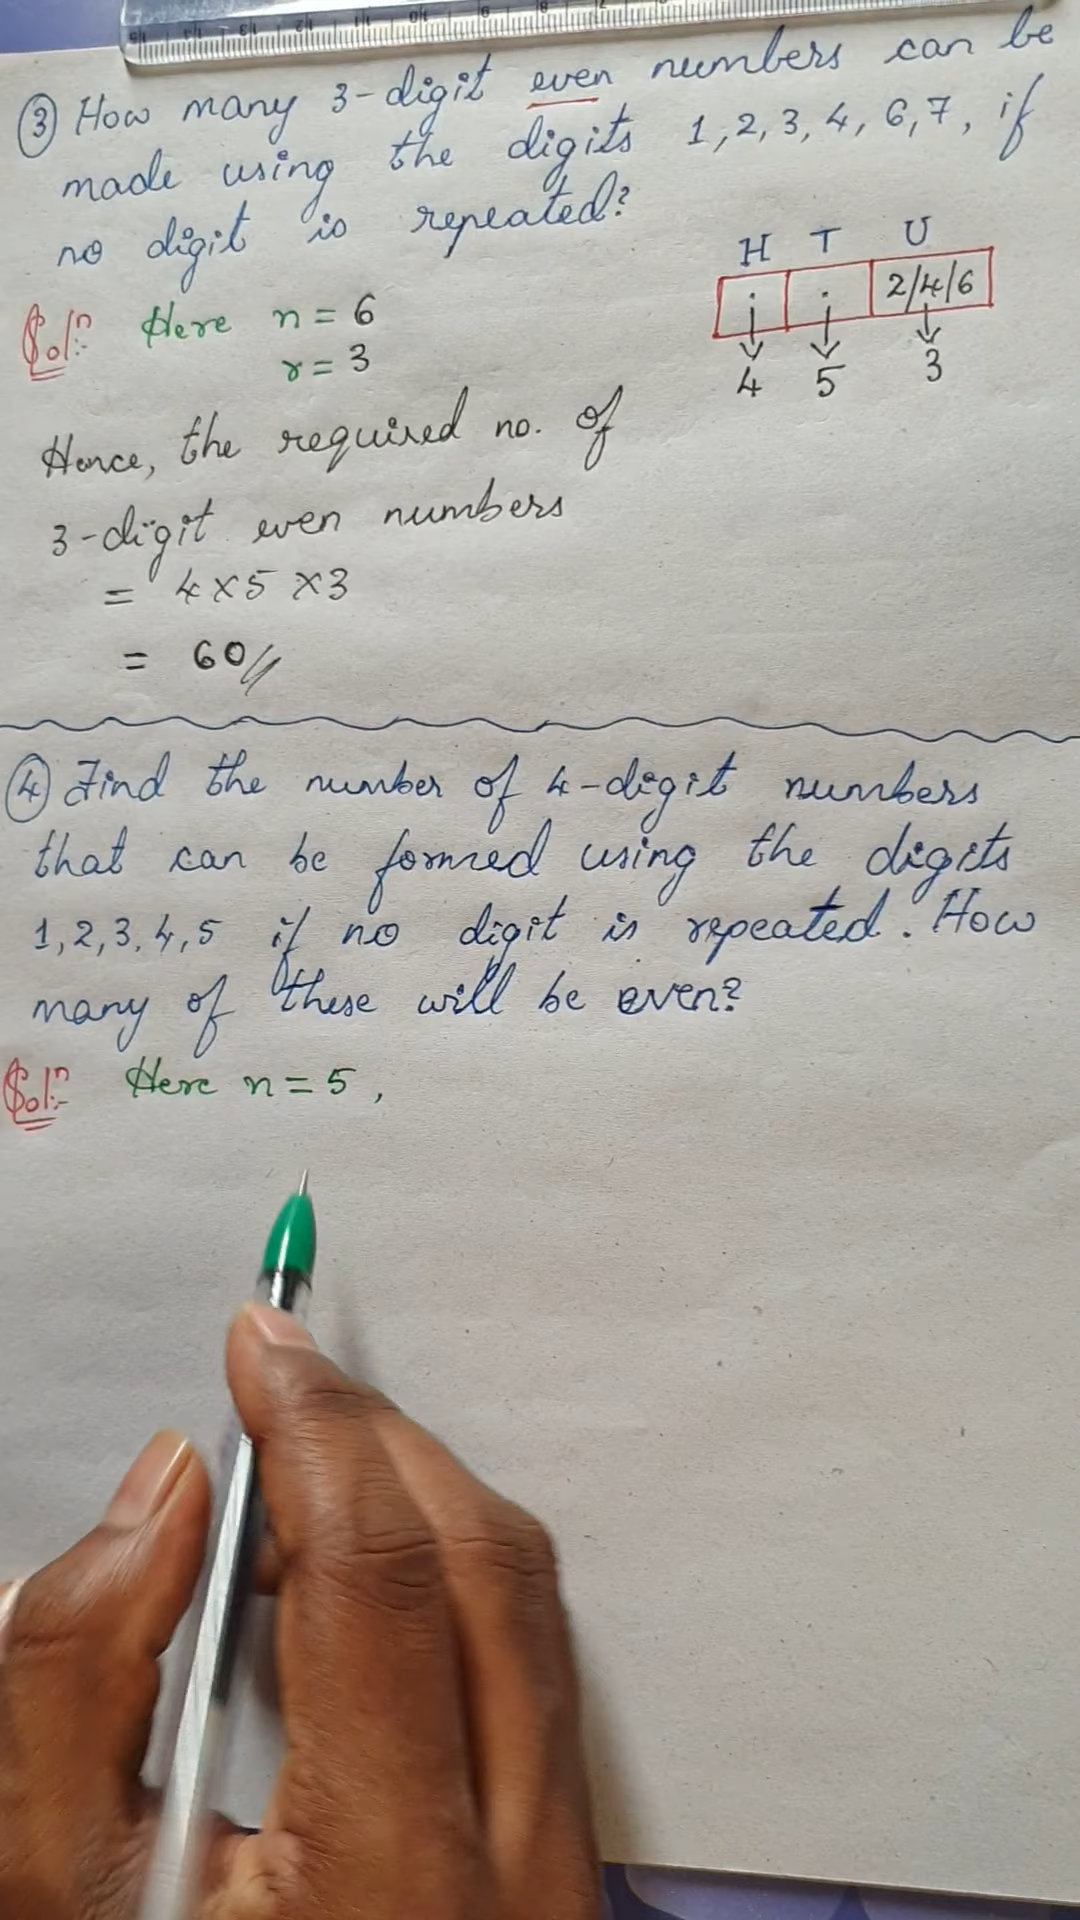 ③ How many 3-digit even numbers can be
made using the digits 1,2,3,4,6,7, if
no digit is repeated?
H T U
2/4/6
4 5 3
Sol:n Here n = 6
r = 3
Hence, the required no. of
3-digit even numbers
= 4×5×3
= 60//
④ Find the number of 4-digit numbers
that can be formed using the digits
1,2,3,4,5 if no digit is repeated. How
many of these will be even?
Sol:n Here n = 5,